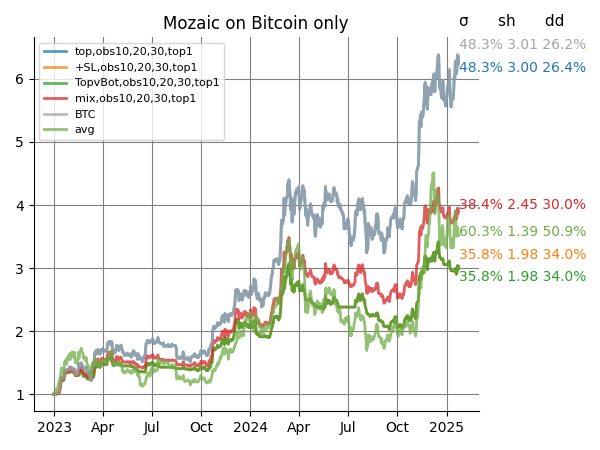 Mozaic on Bitcoin only
σ sh dd
48.3% 3.01 26.2%
48.3% 3.00 26.4%
38.4% 2.45 30.0%
60.3% 1.39 50.9%
35.8% 1.98 34.0%
35.8% 1.98 34.0%
top,obs10,20,30,top1
+SL,obs10,20,30,top1
TopvBot,obs10,20,30,top1
mix,obs10,20,30,top1
BTC
avg
6
5
4
3
2
1
2023 Apr Jul Oct 2024 Apr Jul Oct 2025